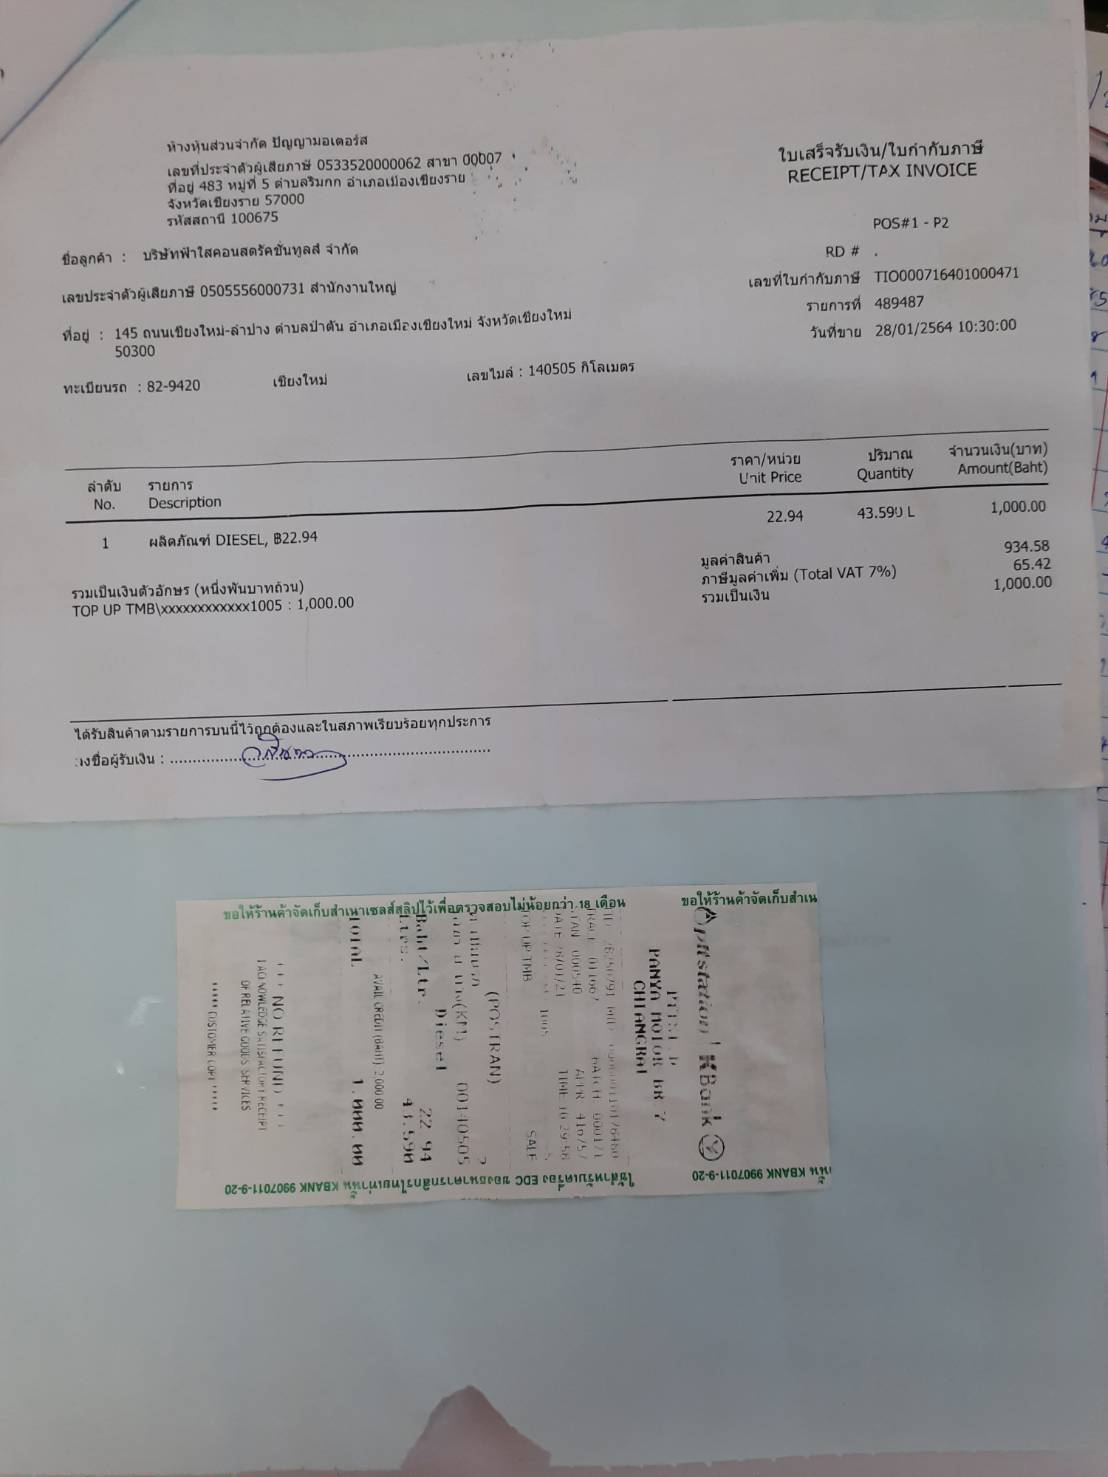 ห้างหุ้นส่วนจำกัด ปัญญามอเตอร์ส
เลขที่ประจำตัวผู้เสียภาษี 0533520000062 สาขา 00007
ที่อยู่ 483 หมู่ที่ 5 ตำบลริมกก อำเภอเมืองเชียงราย
จังหวัดเชียงราย 57000
รหัสสถานี 100675
ใบเสร็จรับเงิน/ใบกำกับภาษี
RECEIPT/TAX INVOICE
POS#1 - P2
RD # .
เลขที่ใบกำกับภาษี TIO000716401000471
รายการที่ 489487
วันที่ขาย 28/01/2564 10:30:00
ชื่อลูกค้า : บริษัทฟ้าใสคอนสตรัคชั่นทูลส์ จำกัด
เลขประจำตัวผู้เสียภาษี 0505556000731 สำนักงานใหญ่
ที่อยู่ : 145 ถนนเชียงใหม่-ลำปาง ตำบลป่าตัน อำเภอเมืองเชียงใหม่ จังหวัดเชียงใหม่
50300
ทะเบียนรถ : 82-9420 เชียงใหม่ เลขไมล์ : 140505 กิโลเมตร
ลำดับ รายการ ราคา/หน่วย ปริมาณ จำนวนเงิน(บาท)
No. Description Unit Price Quantity Amount(Baht)
1 ผลิตภัณฑ์ DIESEL, ฿22.94 22.94 43.590 L 1,000.00
มูลค่าสินค้า 934.58
ภาษีมูลค่าเพิ่ม (Total VAT 7%) 65.42
รวมเป็นเงิน 1,000.00
รวมเป็นเงินตัวอักษร (หนึ่งพันบาทถ้วน)
TOP UP TMB\xxxxxxxxxxxx1005 : 1,000.00
ได้รับสินค้าตามรายการบนนี้ไว้ถูกต้องและในสภาพเรียบร้อยทุกประการ
ลงชื่อผู้รับเงิน :
ขอให้ร้านค้าจัดเก็บสำเนาเซลส์สลิปไว้เพื่อตรวจสอบไม่น้อยกว่า 18 เดือน
ขอให้ร้านค้าจัดเก็บสำเน
Fillstation KBank
PANYA MOTOR BR 7
CHIANGRAI
TIME 10:29:56
TOP UP TMB SALE
(POS TRAN)
(KM) 00140505
Diesel
Baht/Ltr. 22.94
Ltrs. 43.590
TOTAL 1,000.00
AVAIL CREDIT (BAHT) 2,000.00
NO REFUND
I ACKNOWLEDGE SATISFACTORY RECEIPT
OF RELATIVE GOODS SERVICES
***** CUSTOMER COPY *****
ใช้สำหรับเครื่อง EDC ของธนาคารกสิกรไทยเท่านั้น KBANK 9907011-9-20
เท่านั้น KBANK 9907011-9-20